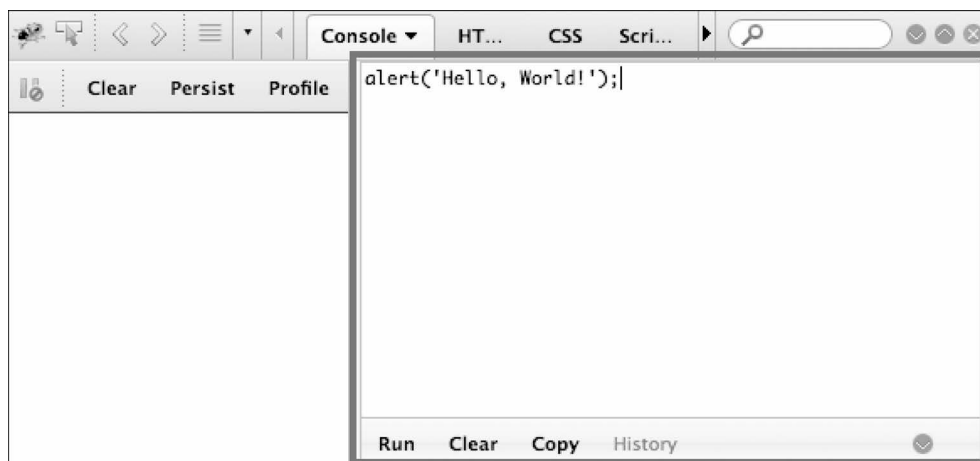 Console HT... CSS Scri...
Clear Persist Profile
alert('Hello, World!');
Run Clear Copy History